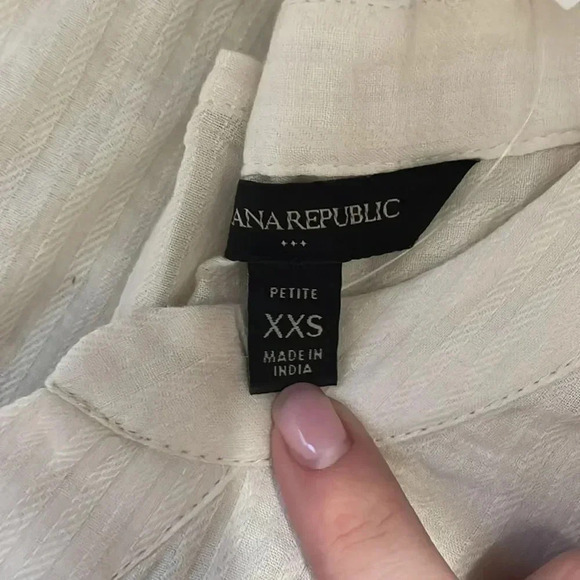 ANA REPUBLIC
PETITE
XXS
MADE IN
INDIA